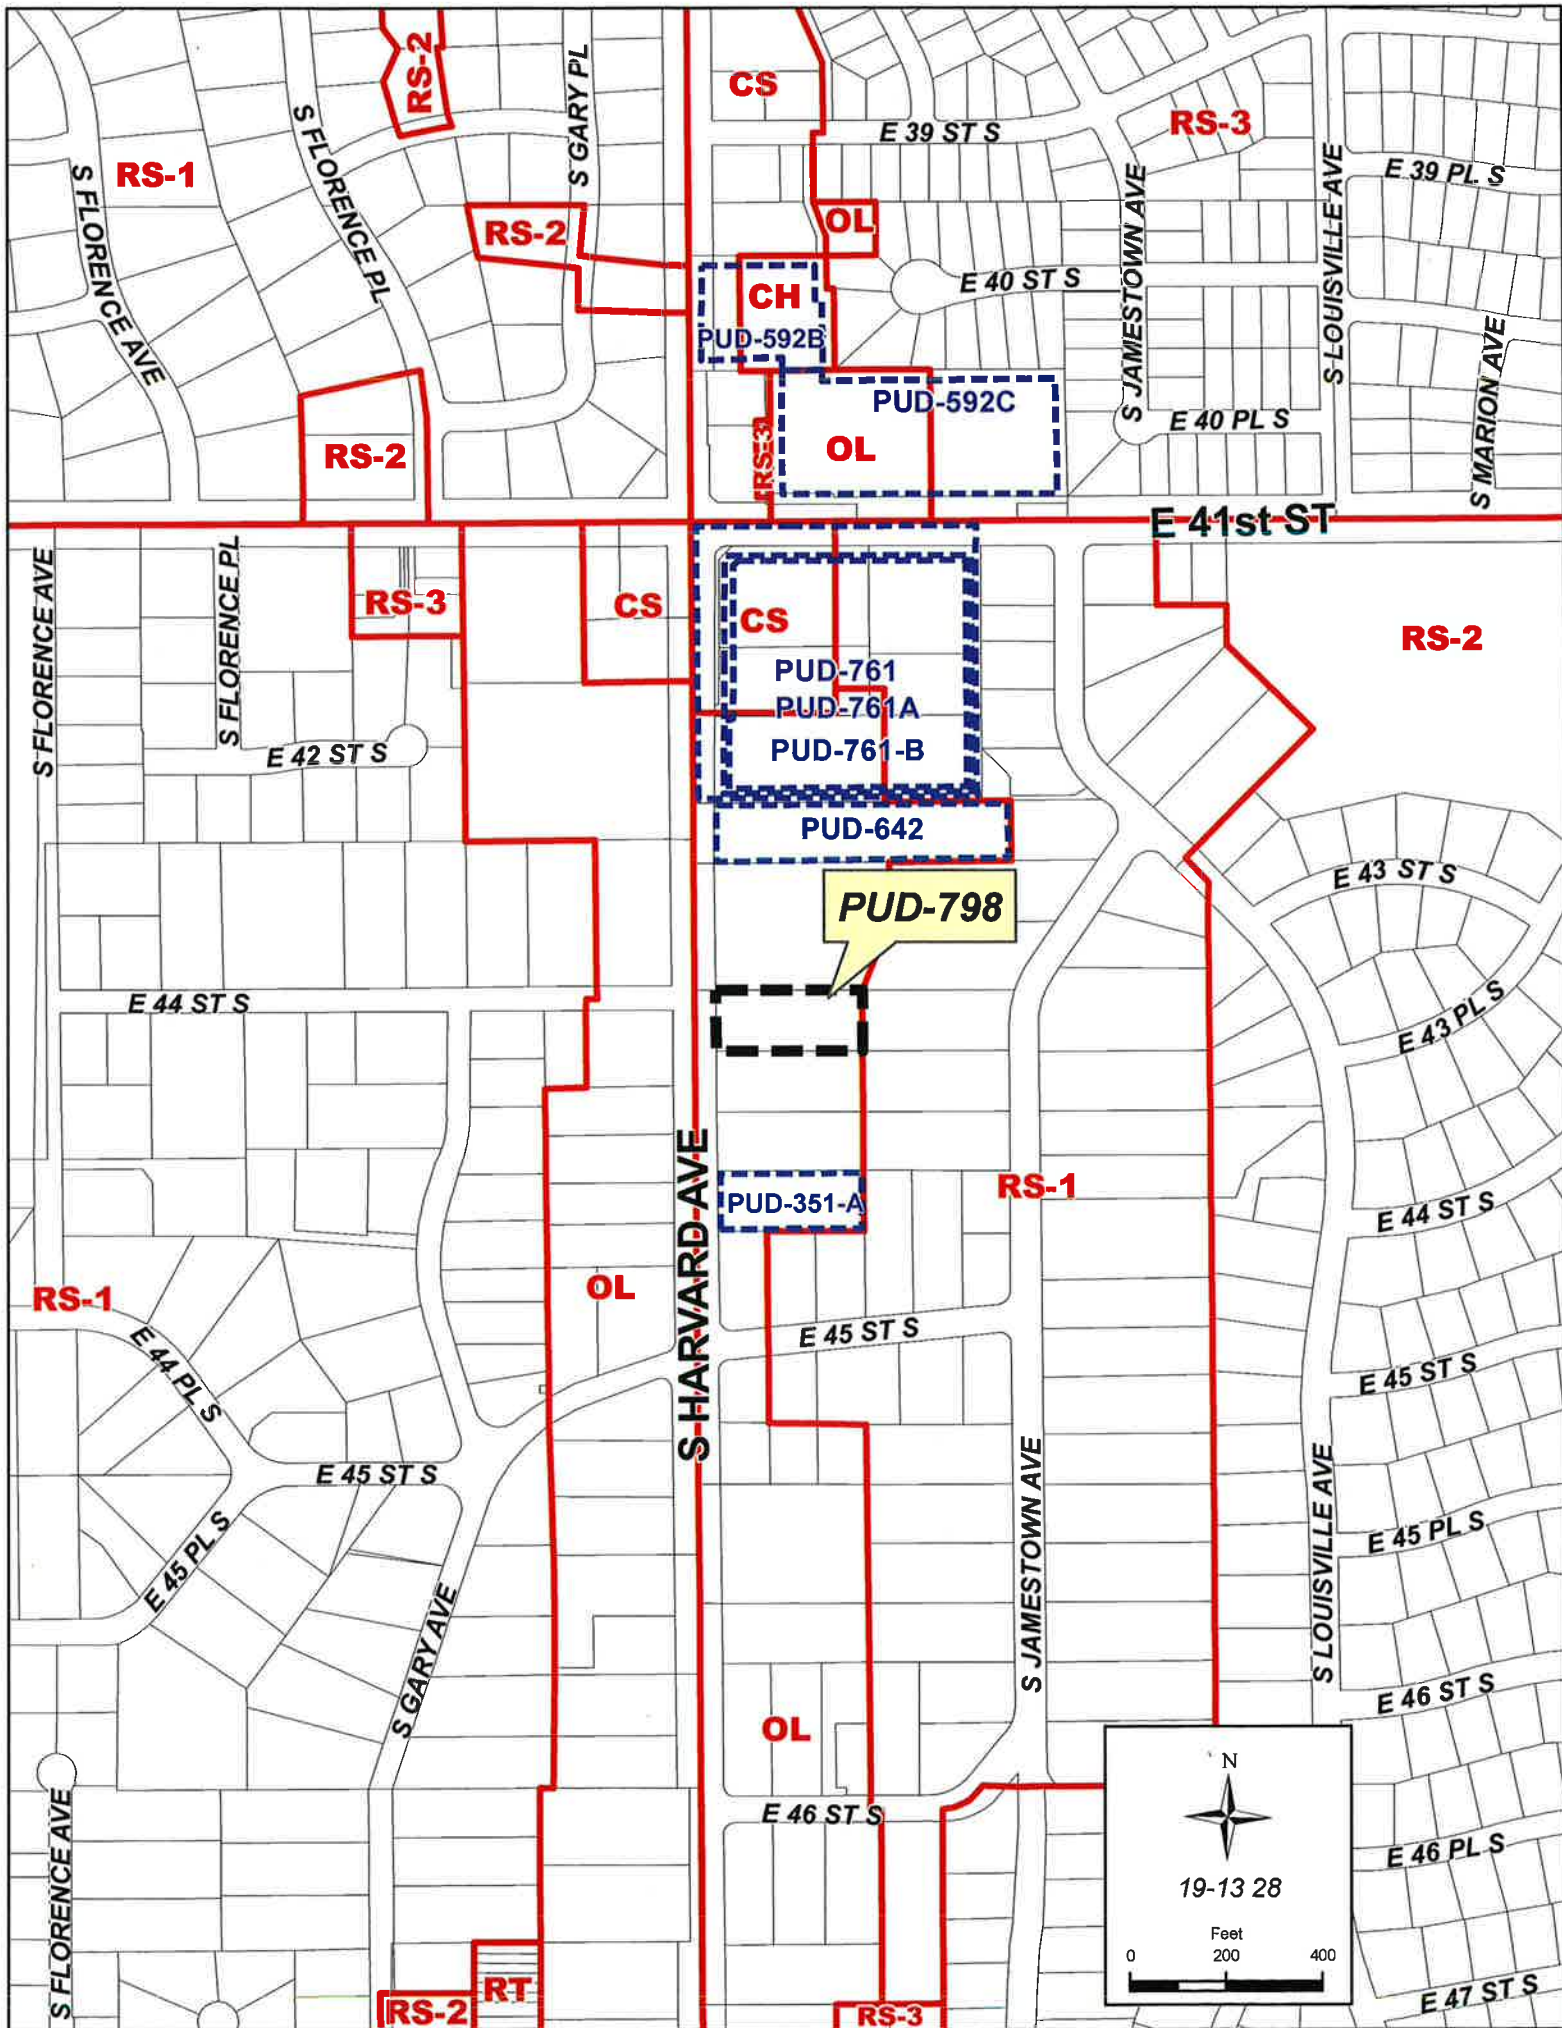 RS-2
CS
S GARY PL
E 39 ST S
RS-3
S FLORENCE PL
RS-1
S FLORENCE AVE
E 39 PL S
S JAMESTOWN AVE
S LOUISVILLE AVE
RS-2
OL
E 40 ST S
CH
PUD-592B
S MARION AVE
PUD-592C
E 40 PL S
RS-2
RS-3
OL
E 41st ST
S FLORENCE AVE
S FLORENCE PL
RS-3
CS
CS
RS-2
PUD-761
PUD-761A
PUD-761-B
E 42 ST S
PUD-642
E 43 ST S
PUD-798
E 44 ST S
E 43 PL S
S HARVARD AVE
RS-1
PUD-351-A
E 44 ST S
RS-1
OL
E 45 ST S
E 44 PL S
E 45 ST S
E 45 ST S
S JAMESTOWN AVE
S LOUISVILLE AVE
E 45 PL S
E 45 PL S
S GARY AVE
E 46 ST S
OL
N
E 46 ST S
S FLORENCE AVE
E 46 PL S
19-13 28
Feet
0 200 400
RT
RS-2
RS-3
E 47 ST S